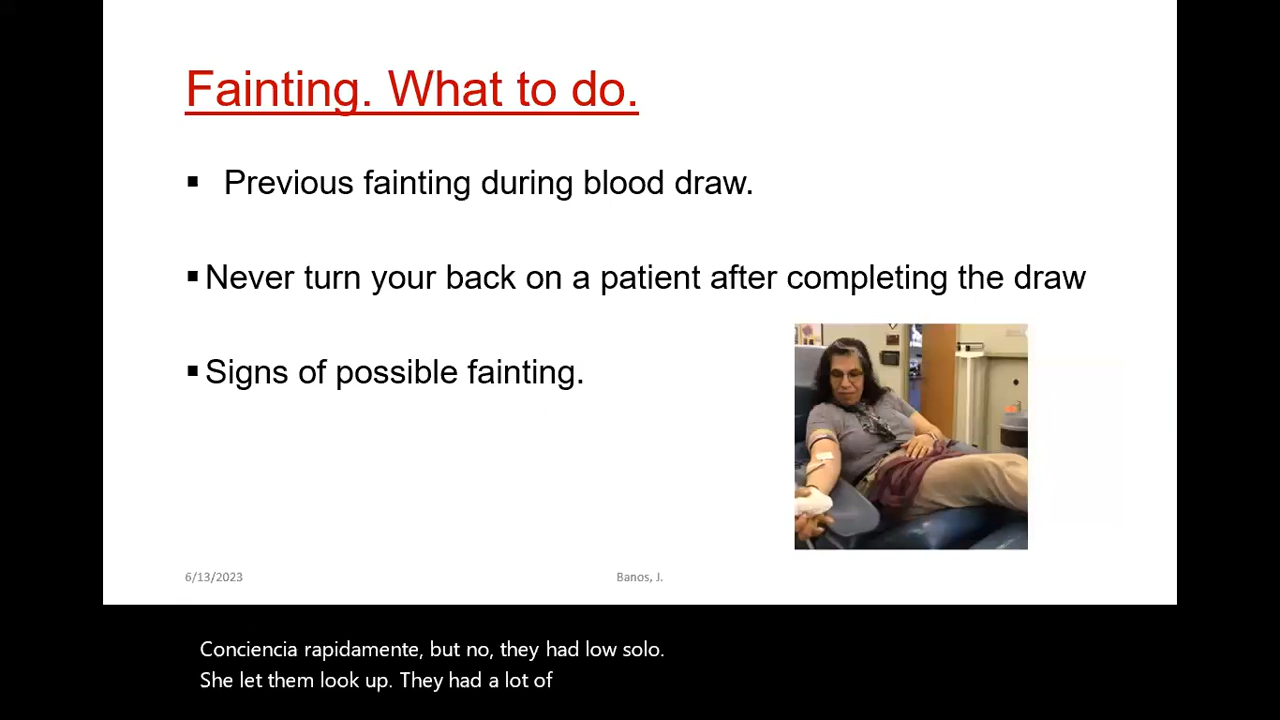 Fainting. What to do.
▪ Previous fainting during blood draw.
▪ Never turn your back on a patient after completing the draw
▪ Signs of possible fainting.
6/13/2023
Banos, J.
Conciencia rapidamente, but no, they had low solo.
She let them look up. They had a lot of